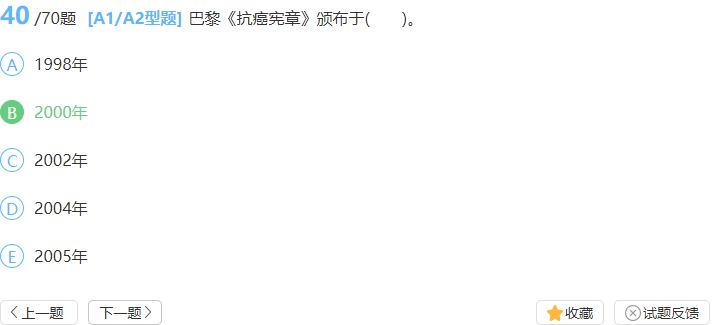 40 /70题 [A1/A2型题] 巴黎《抗癌宪章》颁布于(  )。
A 1998年
B 2000年
C 2002年
D 2004年
E 2005年
上一题 下一题 收藏 试题反馈